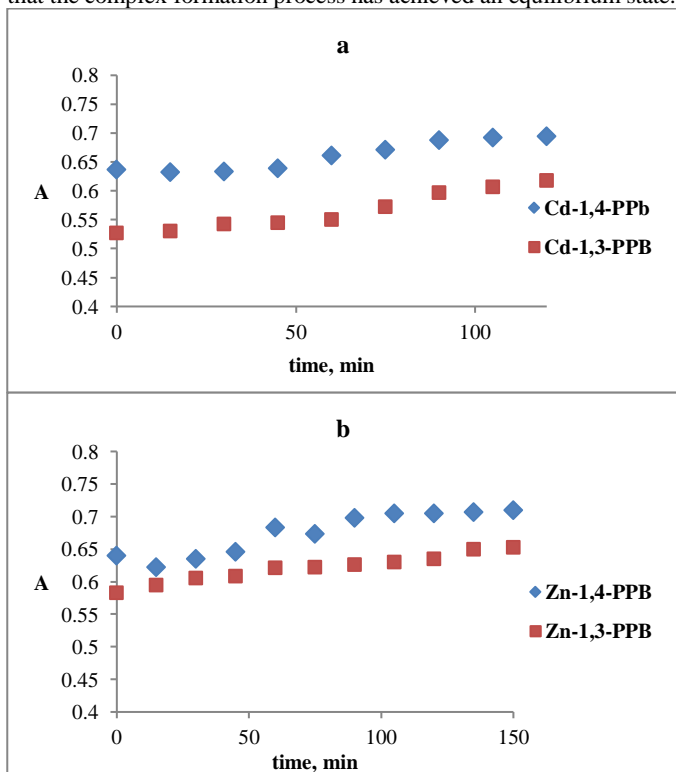 that the complex formation process has achieved an equilibrium state.
a
0.8
0.75
0.7
0.65
0.6
0.55
0.5
0.45
0.4
A
0
50
100
time, min
Cd-1,4-PPb
Cd-1,3-PPB
b
0.8
0.75
0.7
0.65
0.6
0.55
0.5
0.45
0.4
A
0
50
100
150
time, min
Zn-1,4-PPB
Zn-1,3-PPB